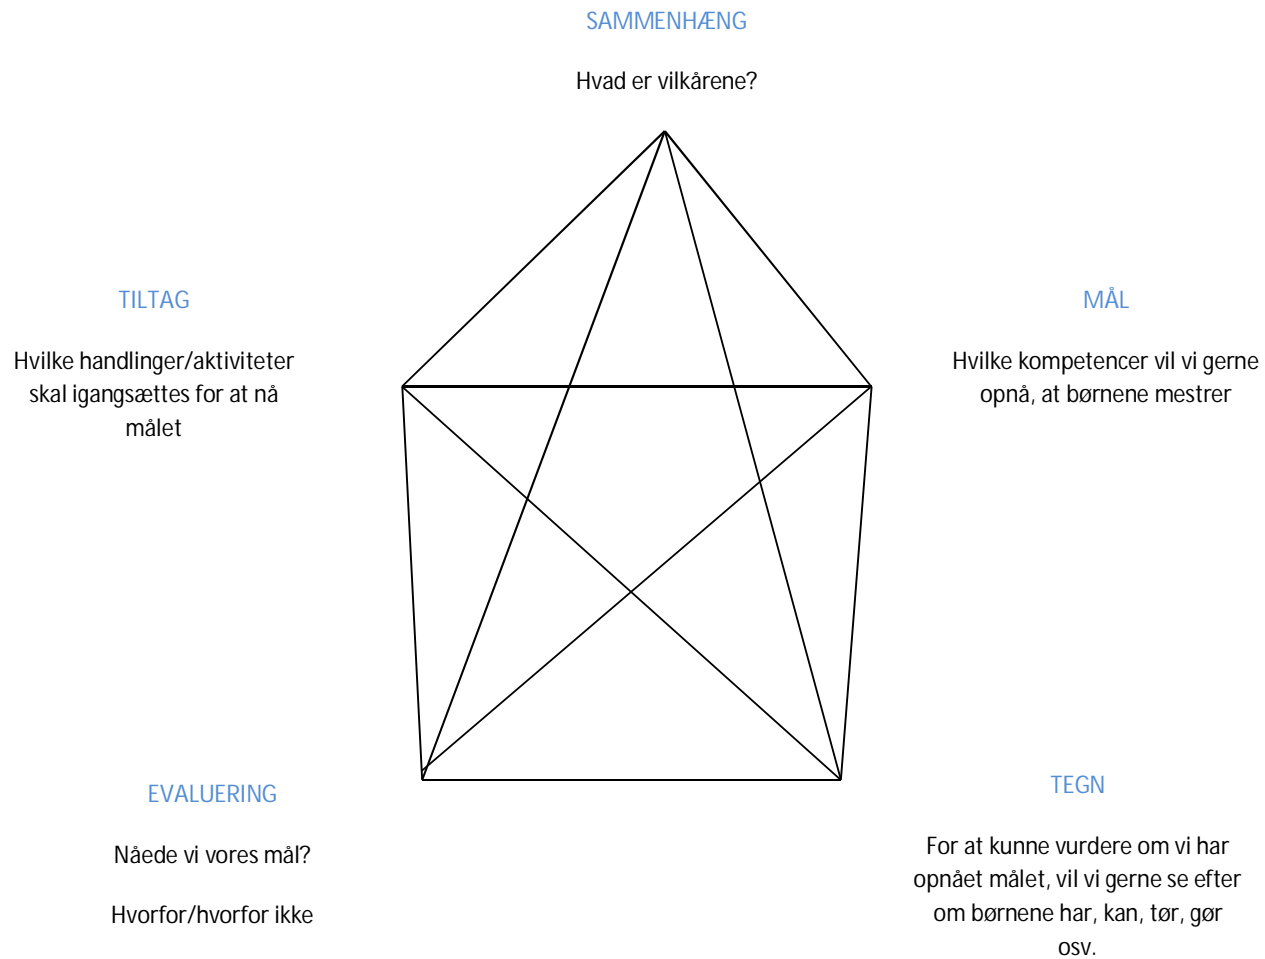 SAMMENHÆNG
Hvad er vilkårene?
TILTAG
Hvilke handlinger/aktiviteter
skal igangsættes for at nå
målet
MÅL
Hvilke kompetencer vil vi gerne
opnå, at børnene mestrer
EVALUERING
Nåede vi vores mål?
Hvorfor/hvorfor ikke
TEGN
For at kunne vurdere om vi har
opnået målet, vil vi gerne se efter
om børnene har, kan, tør, gør
osv.